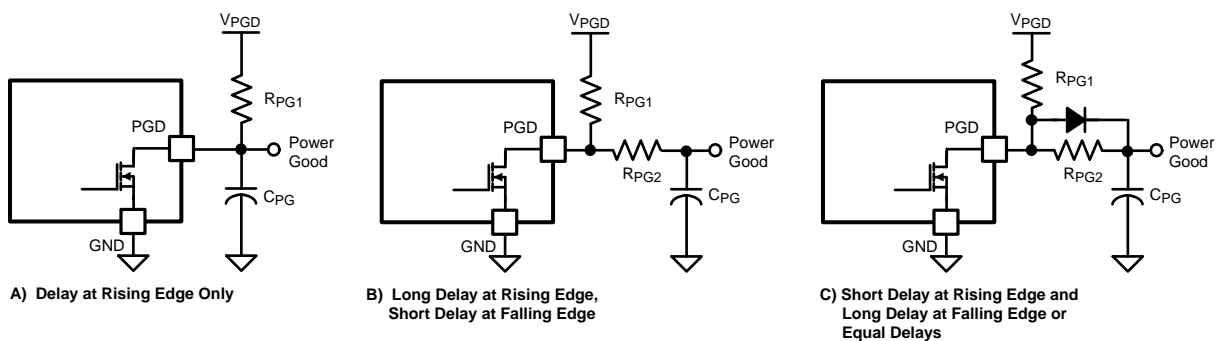 VPGD
RPG1
PGD
Power
Good
CPG
GND
A) Delay at Rising Edge Only
VPGD
RPG1
PGD
Power
Good
RPG2
CPG
GND
B) Long Delay at Rising Edge,
Short Delay at Falling Edge
VPGD
RPG1
PGD
Power
Good
RPG2
CPG
GND
C) Short Delay at Rising Edge and
Long Delay at Falling Edge or
Equal Delays